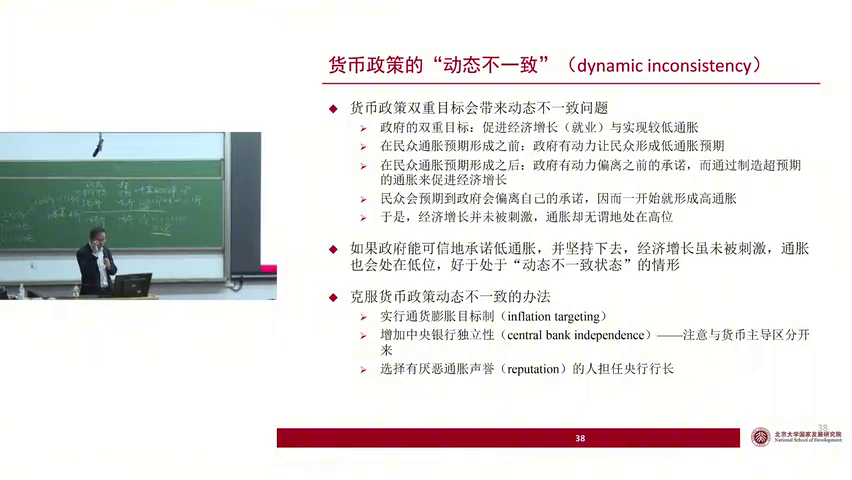 货币政策的“动态不一致”（dynamic inconsistency）
货币政策双重目标会带来动态不一致问题
政府的双重目标：促进经济增长（就业）与实现较低通胀
在民众通胀预期形成之前：政府有动力让民众形成低通胀预期
在民众通胀预期形成之后：政府有动力偏离之前的承诺，而通过制造超预期
的通胀来促进经济增长
民众会预期到政府会偏离自己的承诺，因而一开始就形成高通胀
于是，经济增长并未被刺激，通胀却无谓地处在高位
如果政府能可信地承诺低通胀，并坚持下去，经济增长虽未被刺激，通胀
也会处在低位，好于处于“动态不一致状态”的情形
克服货币政策动态不一致的办法
实行通货膨胀目标制（inflation targeting）
增加中央银行独立性（central bank independence）——注意与货币主导区分开
来
选择有厌恶通胀声誉（reputation）的人担任央行行长
38
38
北京大学国家发展研究院
National School of Development